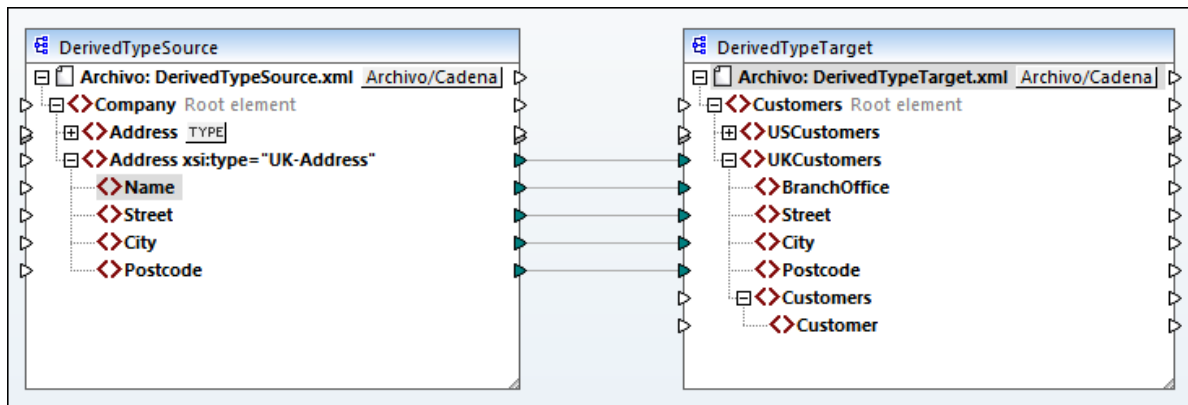 DerivedTypeSource
Archivo: DerivedTypeSource.xml Archivo/Cadena
Company Root element
Address TYPE
Address xsi:type="UK-Address"
Name
Street
City
Postcode
DerivedTypeTarget
Archivo: DerivedTypeTarget.xml Archivo/Cadena
Customers Root element
USCustomers
UKCustomers
BranchOffice
Street
City
Postcode
Customers
Customer